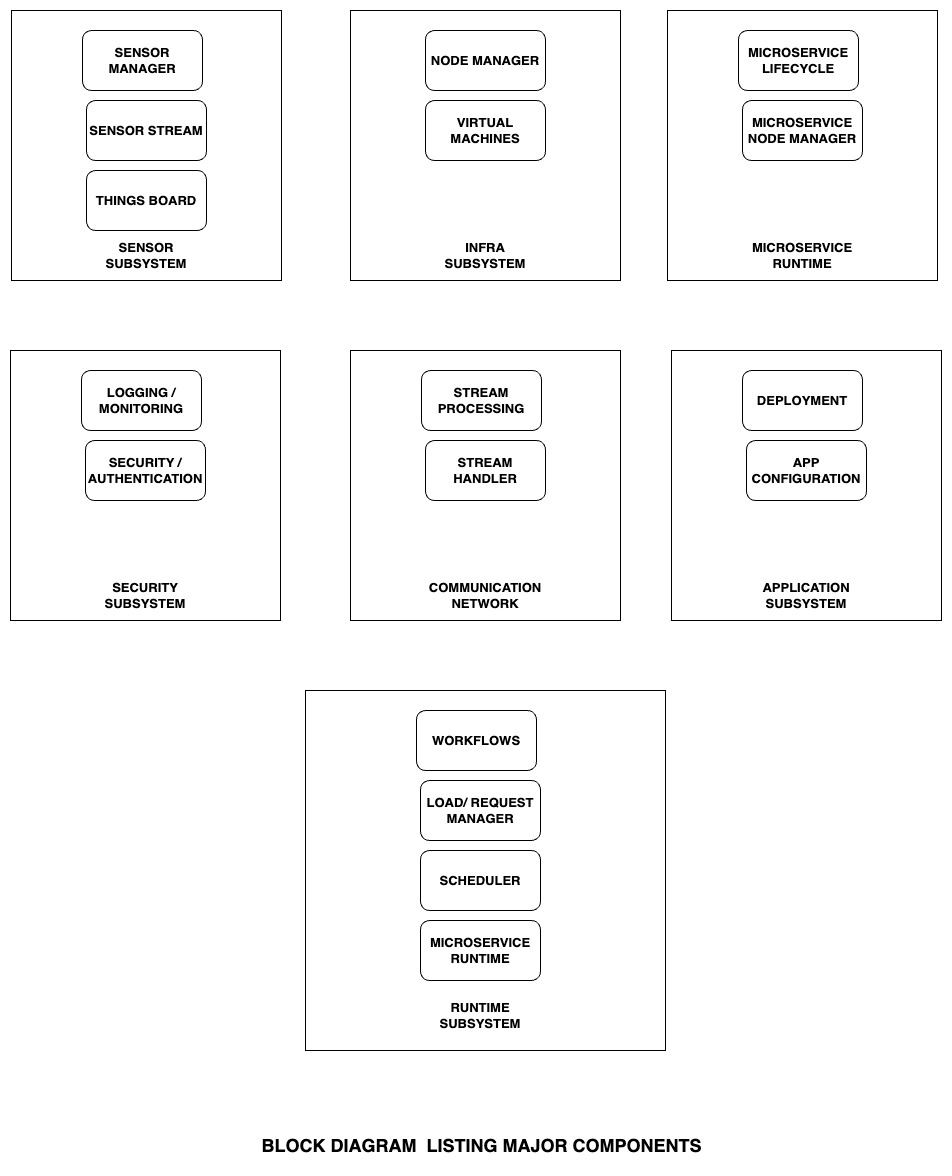 SENSOR
MANAGER
SENSOR STREAM
THINGS BOARD
SENSOR
SUBSYSTEM
NODE MANAGER
VIRTUAL
MACHINES
INFRA
SUBSYSTEM
MICROSERVICE
LIFECYCLE
MICROSERVICE
NODE MANAGER
MICROSERVICE
RUNTIME
LOGGING /
MONITORING
SECURITY /
AUTHENTICATION
SECURITY
SUBSYSTEM
STREAM
PROCESSING
STREAM
HANDLER
COMMUNICATION
NETWORK
DEPLOYMENT
APP
CONFIGURATION
APPLICATION
SUBSYSTEM
WORKFLOWS
LOAD/ REQUEST
MANAGER
SCHEDULER
MICROSERVICE
RUNTIME
RUNTIME
SUBSYSTEM
BLOCK DIAGRAM  LISTING MAJOR COMPONENTS